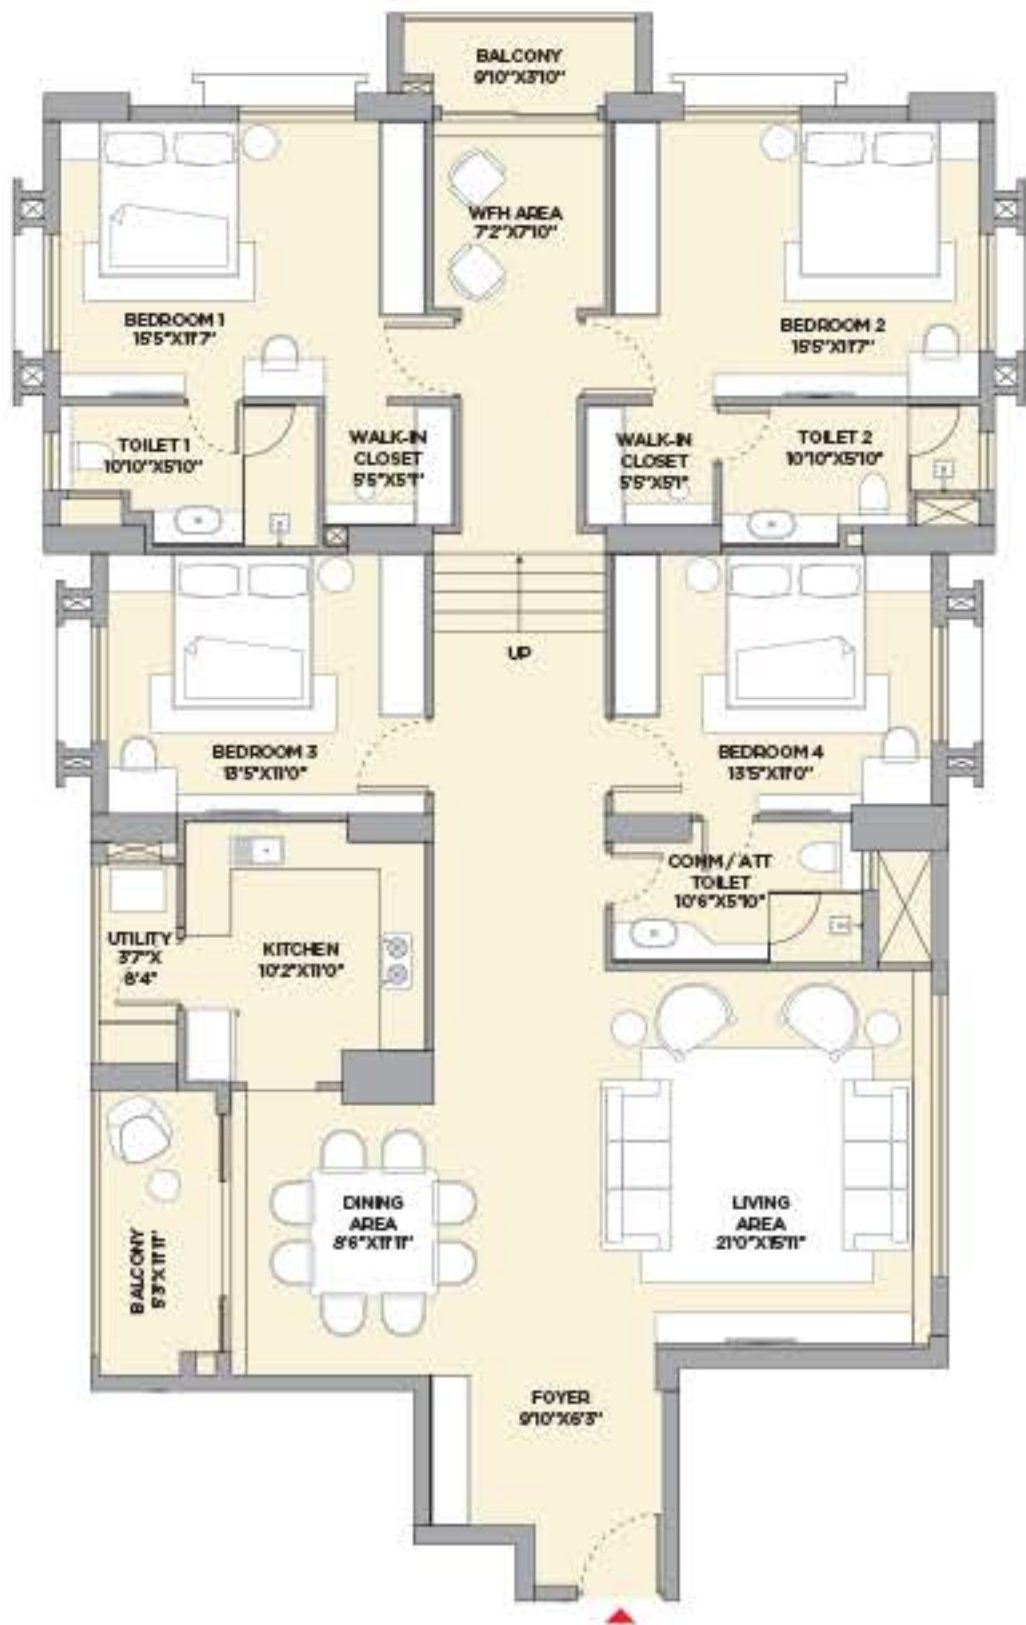 BALCONY
9'10"X3'10"
WFH AREA
7'2"X7'10"
BEDROOM 1
15'5"X11'7"
BEDROOM 2
15'5"X11'7"
TOILET 1
10'10"X5'10"
WALK-IN
CLOSET
5'5"X5'1"
WALK-IN
CLOSET
5'5"X5'1"
TOILET 2
10'10"X5'10"
UP
BEDROOM 3
13'5"X11'0"
BEDROOM 4
13'5"X11'0"
COMM / ATT
TOILET
10'6"X5'10"
UTILITY
3'7"X
8'4"
KITCHEN
10'2"X11'0"
DINING
AREA
8'6"X11'11"
LIVING
AREA
21'0"X15'11"
BALCONY
5'3"X11'11"
FOYER
9'10"X6'3"